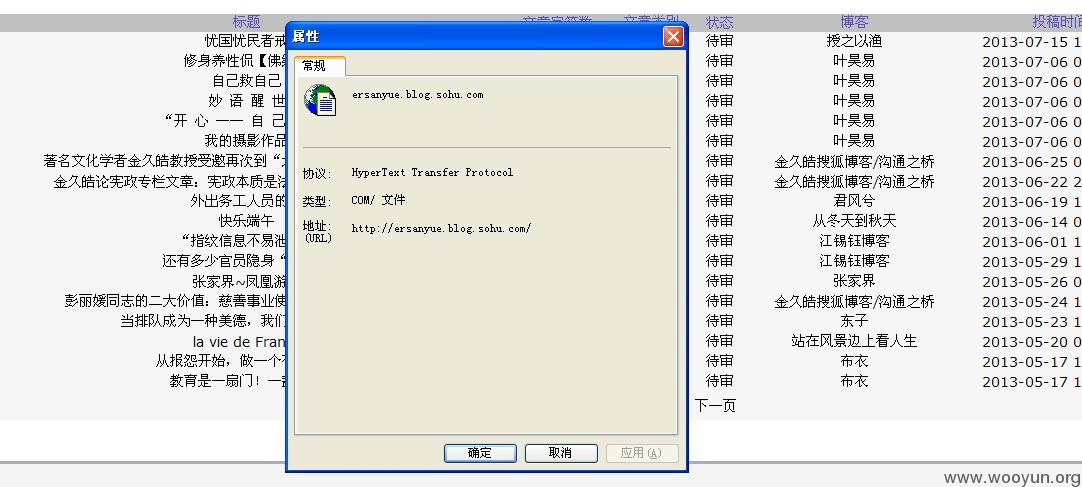 标题 文章字符数 文章类别 状态 博客 投稿时间
属性
常规
ersanyue.blog.sohu.com
协议: HyperText Transfer Protocol
类型: COM/ 文件
地址: http://ersanyue.blog.sohu.com/
(URL)
确定 取消 应用(A)
忧国忧民者戒 待审 授之以渔 2013-07-15 1
修身养性侃【佛 待审 叶昊易 2013-07-06 0
自己救自己 待审 叶昊易 2013-07-06 0
妙 语 醒 世 待审 叶昊易 2013-07-06 0
“开 心 一一 自 己 待审 叶昊易 2013-07-06 0
我的摄影作品 待审 叶昊易 2013-07-06 0
著名文化学者金久皓教授受邀再次到“ 待审 金久皓搜狐博客/沟通之桥 2013-06-25 0
金久皓论宪政专栏文章：宪政本质是法 待审 金久皓搜狐博客/沟通之桥 2013-06-22 2
外出务工人员的 待审 君风兮 2013-06-19 1
快乐端午 待审 从冬天到秋天 2013-06-14 0
“指纹信息不易泄 待审 江锡钰博客 2013-06-01 1
还有多少官员隐身“ 待审 江锡钰博客 2013-05-29 1
张家界~凤凰游 待审 张家界 2013-05-26 0
彭丽媛同志的二大价值：慈善事业使 待审 金久皓搜狐博客/沟通之桥 2013-05-24 1
当排队成为一种美德，我们 待审 东子 2013-05-23 1
la vie de Fran 待审 站在风景边上看人生 2013-05-20 0
从报怨开始，做一个 待审 布衣 2013-05-17 1
教育是一扇门！一 待审 布衣 2013-05-17 1
下一页
www.wooyun.org